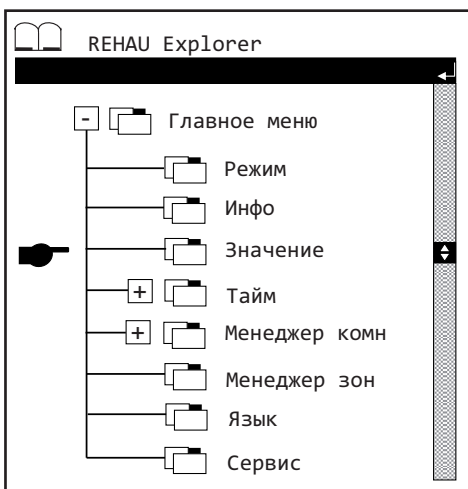 REHAU Explorer
- Главное меню
Режим
Инфо
Значение
+ Тайм
+ Менеджер комн
Менеджер зон
Язык
Сервис